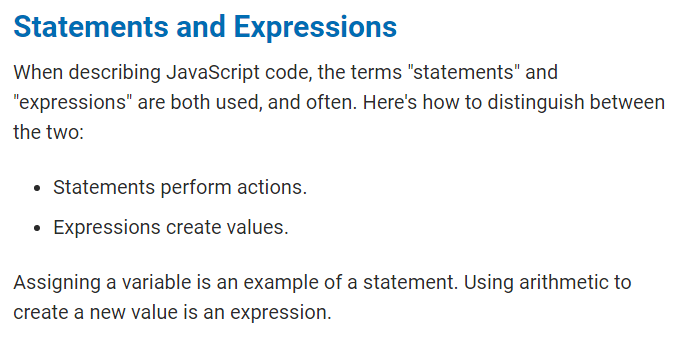 Statements and Expressions
When describing JavaScript code, the terms "statements" and
"expressions" are both used, and often. Here's how to distinguish between
the two:
• Statements perform actions.
• Expressions create values.
Assigning a variable is an example of a statement. Using arithmetic to
create a new value is an expression.